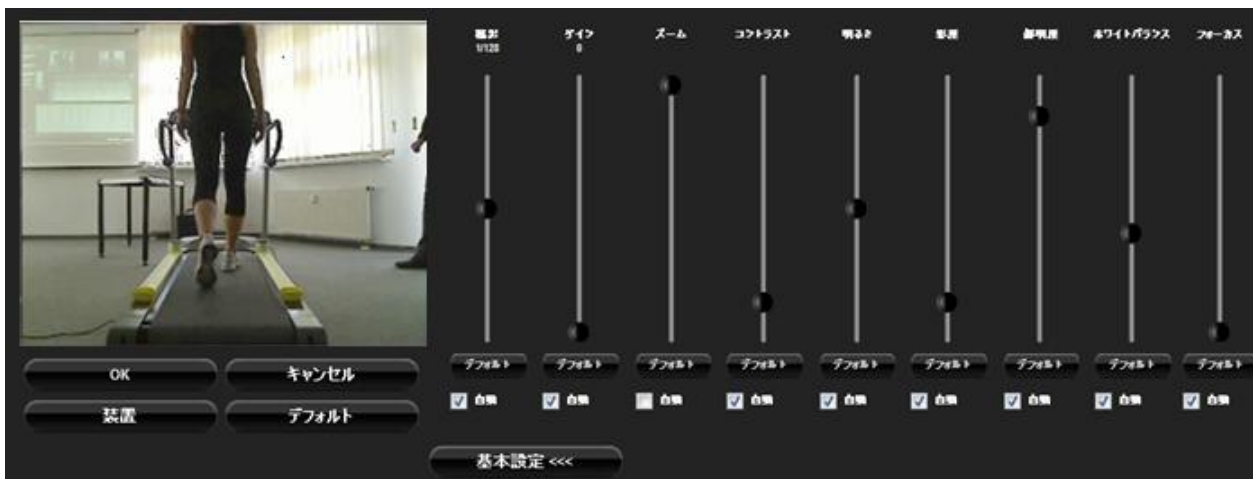 ゲイン ズーム コントラスト 明るさ 鮮明度 ホワイトバランス フォーカス
1/128 0
デフォルト デフォルト デフォルト デフォルト デフォルト デフォルト デフォルト デフォルト デフォルト
OK キャンセル
自動 自動 自動 自動 自動 自動 自動 自動 自動
装置 デフォルト
基本設定 <<<